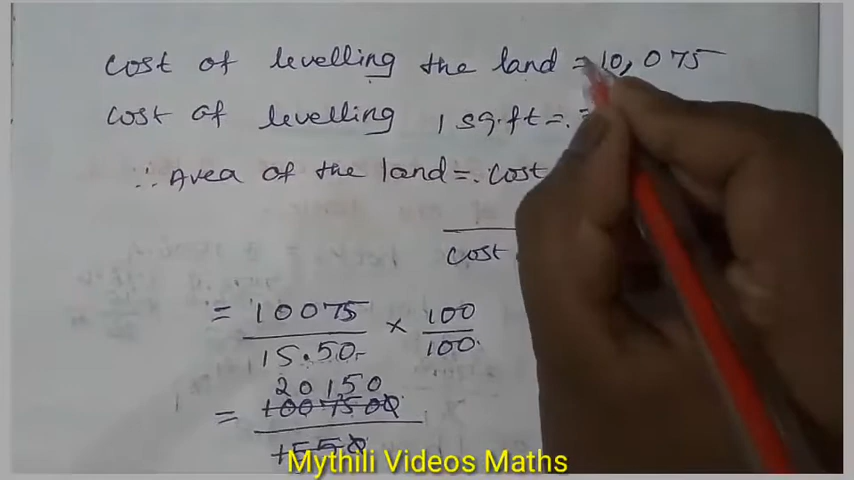 cost of levelling the land = 10,075
cost of levelling 1 sq.ft =
∴ Area of the land = cost
cost
= 10075 × 100
15.50 100
20150
= 1007500
1550
Mythili Videos Maths